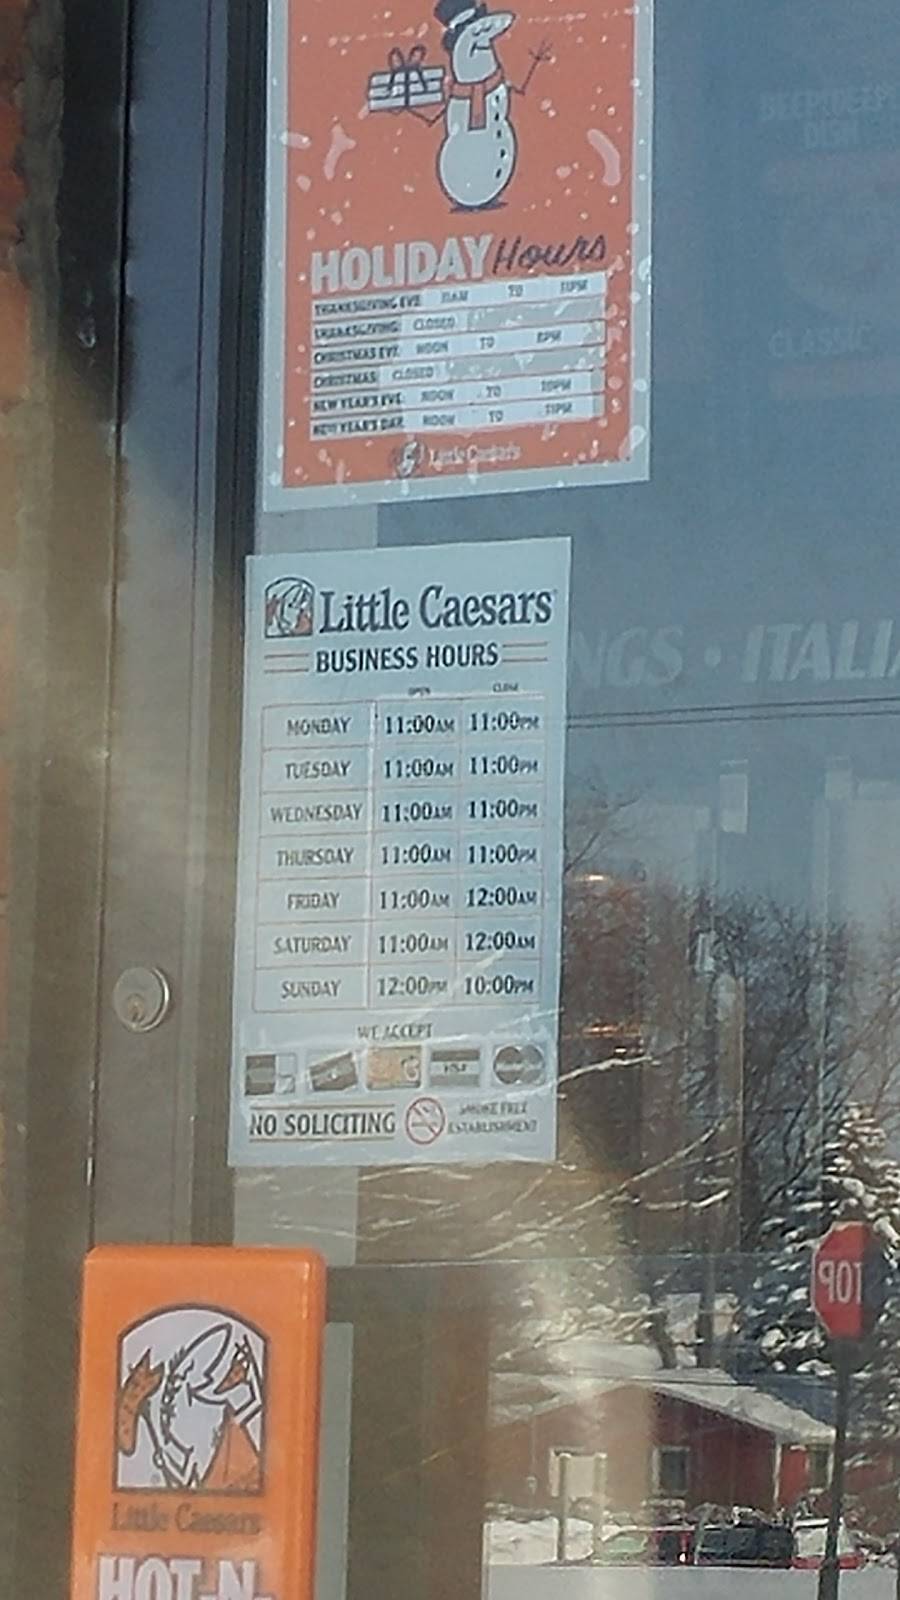 HOLIDAY Hours
THANKSGIVING EVE 11AM TO 11PM
THANKSGIVING CLOSED
CHRISTMAS EVE NOON TO 8PM
CHRISTMAS CLOSED
NEW YEAR'S EVE NOON TO 10PM
NEW YEAR'S DAY NOON TO 11PM
Little Caesars
Little Caesars
BUSINESS HOURS
OPEN CLOSE
MONDAY 11:00AM 11:00PM
TUESDAY 11:00AM 11:00PM
WEDNESDAY 11:00AM 11:00PM
THURSDAY 11:00AM 11:00PM
FRIDAY 11:00AM 12:00AM
SATURDAY 11:00AM 12:00AM
SUNDAY 12:00PM 10:00PM
WE ACCEPT
VISA
NO SOLICITING
SMOKE FREE
ESTABLISHMENT
NGS • ITALI
CLASSIC
Little Caesars
HOT-N-